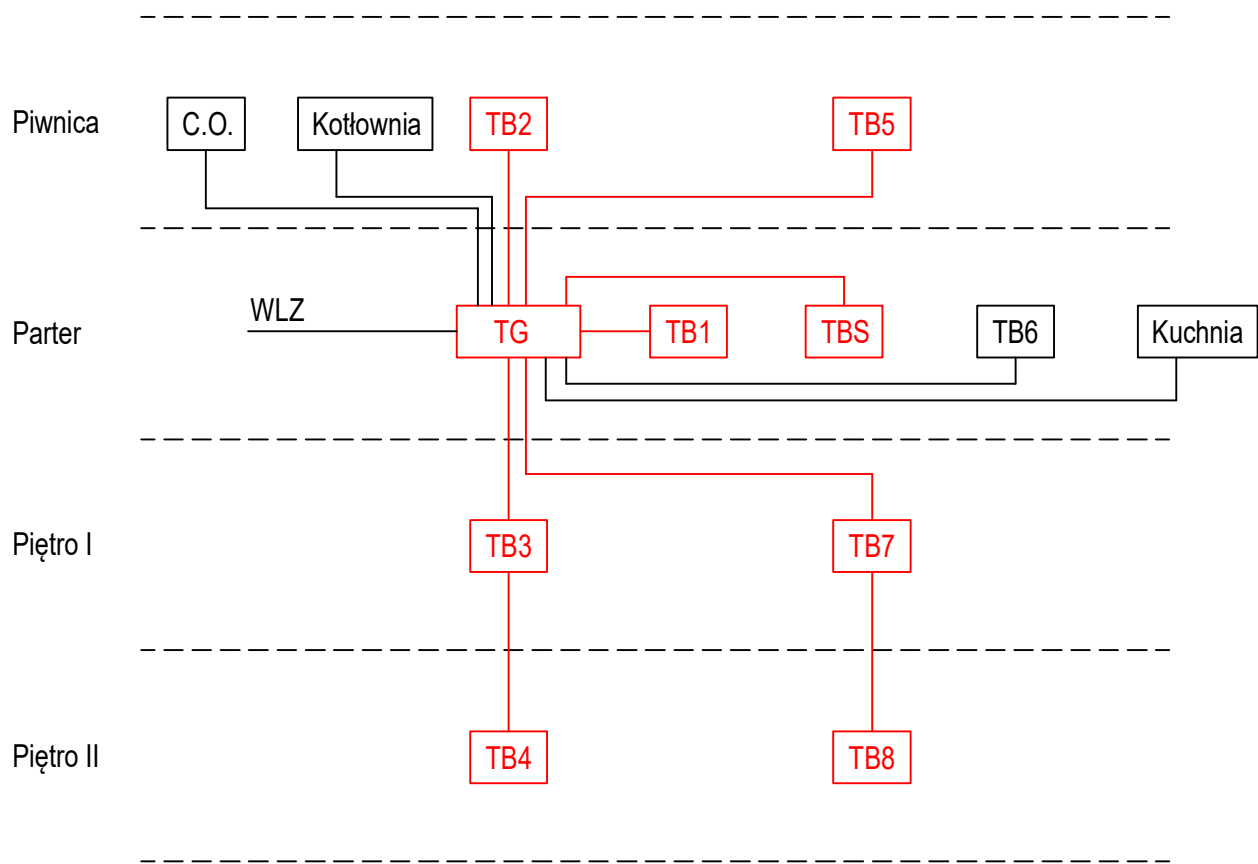 Piwnica
C.O.
Kotłownia
TB2
TB5
Parter
WLZ
TG
TB1
TBS
TB6
Kuchnia
Piętro I
TB3
TB7
Piętro II
TB4
TB8